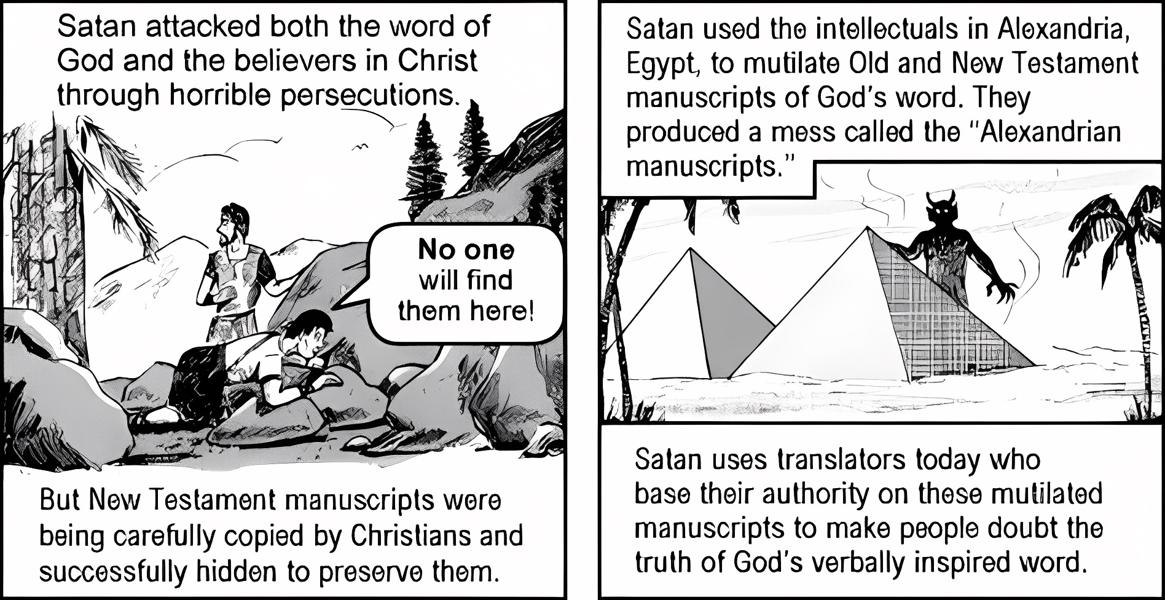 Satan attacked both the word of
God and the believers in Christ
through horrible persecutions.
No one
will find
them here!
But New Testament manuscripts were
being carefully copied by Christians and
successfully hidden to preserve them.
Satan used the intellectuals in Alexandria,
Egypt, to mutilate Old and New Testament
manuscripts of God's word. They
produced a mess called the "Alexandrian
manuscripts."
Satan uses translators today who
base their authority on these mutilated
manuscripts to make people doubt the
truth of God's verbally inspired word.